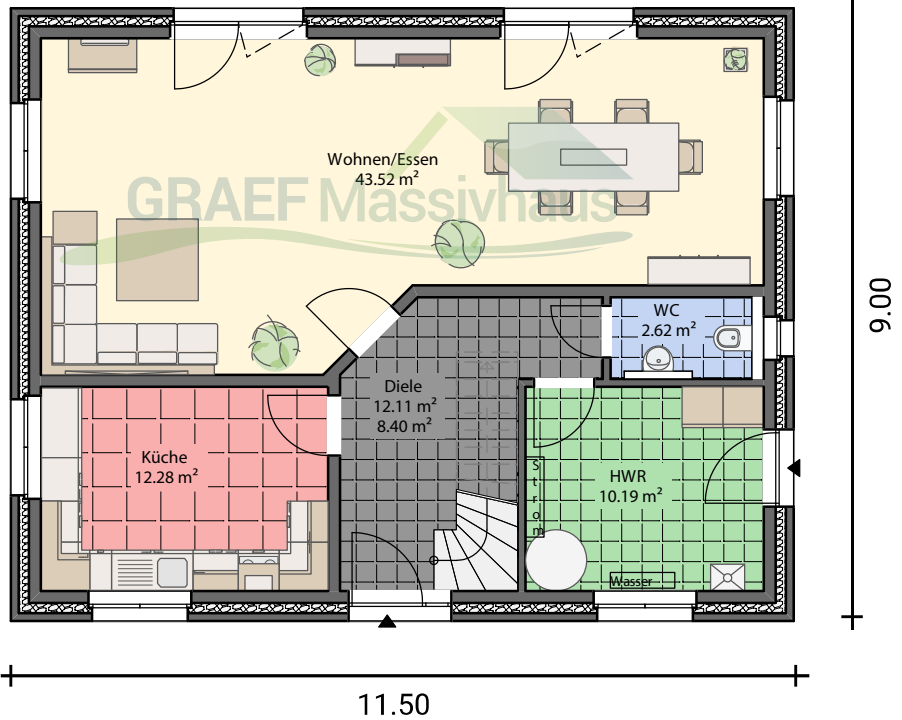 Wohnen/Essen
43.52 m²
GRAEF Massivhaus
WC
2.62 m²
Diele
12.11 m²
8.40 m²
Küche
12.28 m²
HWR
10.19 m²
Strom
Wasser
9.00
11.50